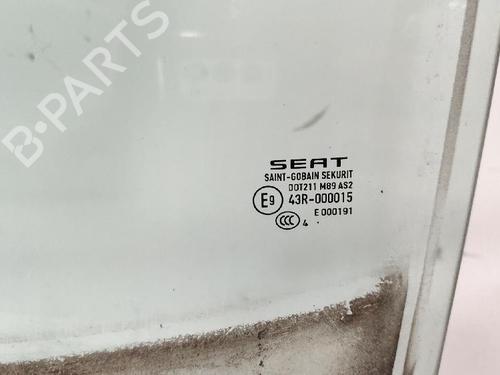 B-PARTS
SEAT
SAINT-GOBAIN SEKURIT
DOT211 M89 AS2
E9 43R-000015
E 000191
CCC 4